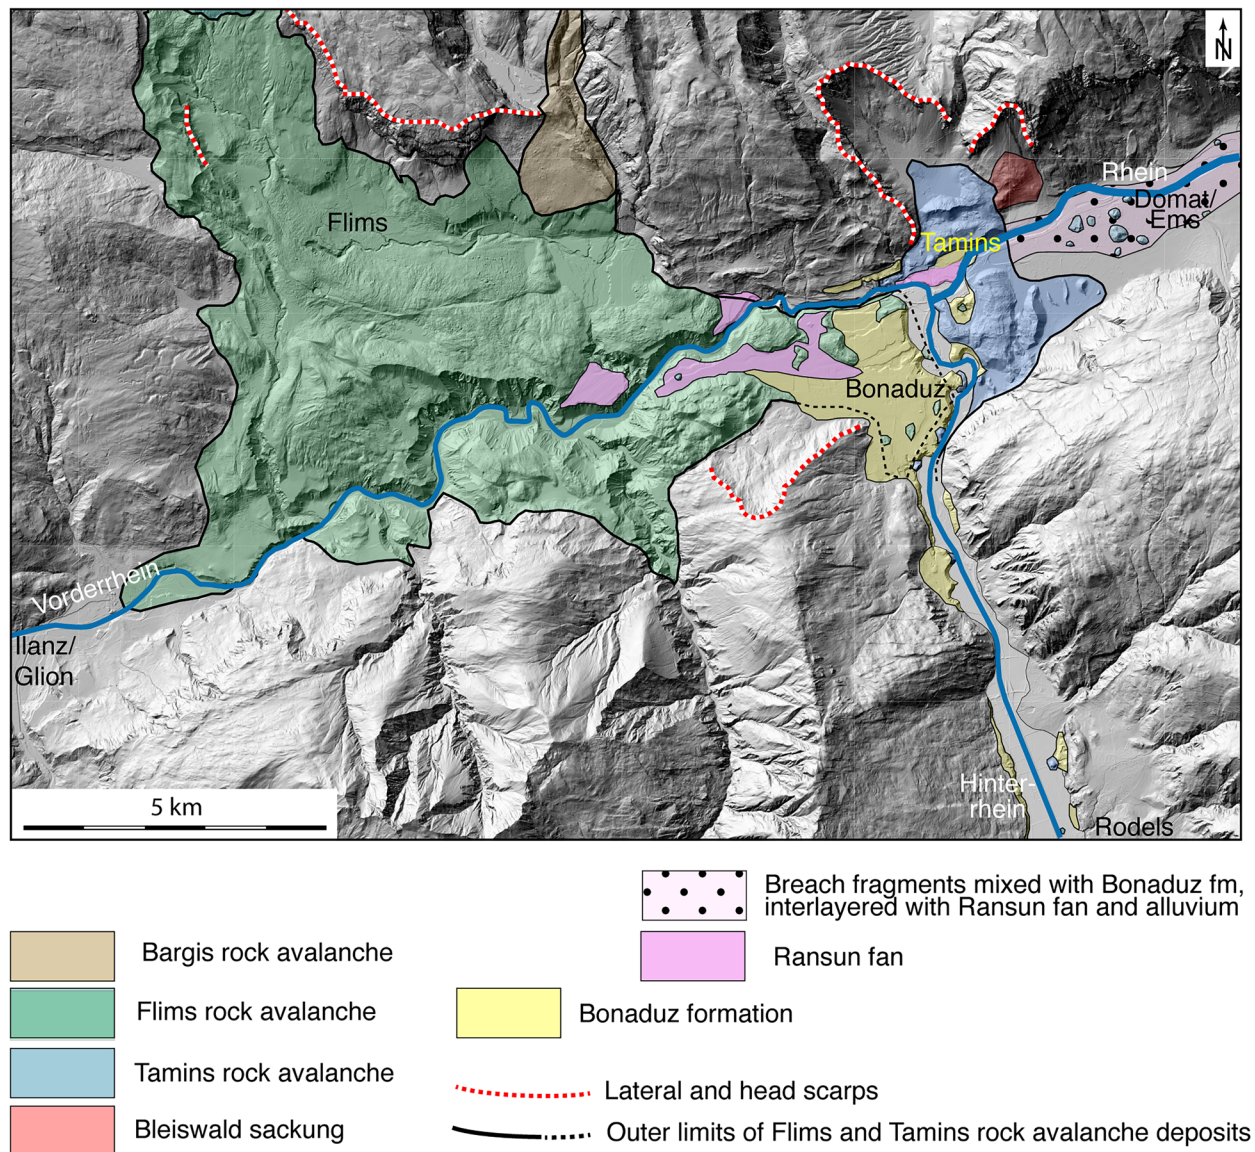 N
Rhein
Domat/
Ems
Flims
Tamins
Bonaduz
Vorderrhein
Ilanz/
Glion
5 km
Hinter-
rhein
Rodels
Breach fragments mixed with Bonaduz fm,
interlayered with Ransun fan and alluvium
Bargis rock avalanche
Ransun fan
Flims rock avalanche
Bonaduz formation
Tamins rock avalanche
Lateral and head scarps
Bleiswald sackung
Outer limits of Flims and Tamins rock avalanche deposits